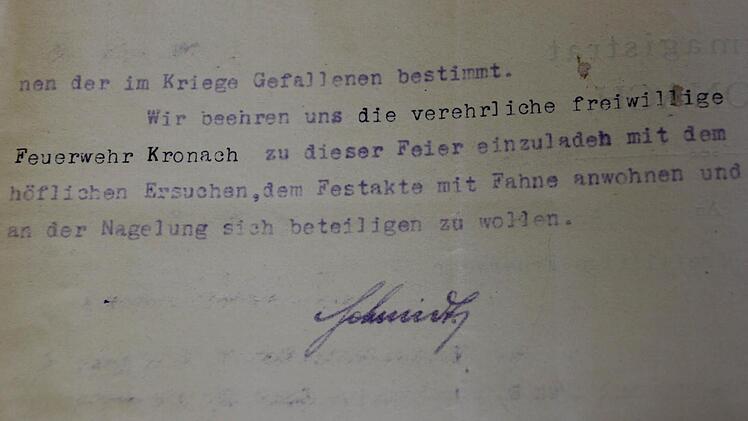 nen der im Kriege Gefallenen bestimmt.
Wir beehren uns die verehrliche freiwillige
Feuerwehr Kronach zu dieser Feier einzuladen mit dem
höflichen Ersuchen,dem Festakte mit Fahne anwohnen und
an der Nagelung sich beteiligen zu wollen.
Schmidt